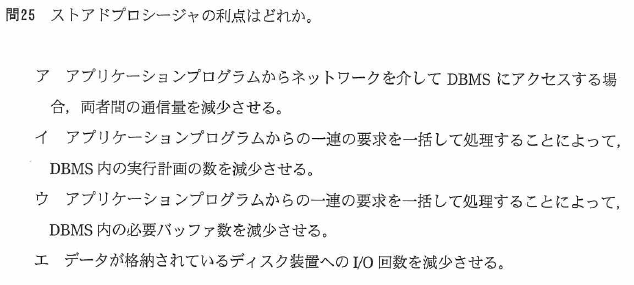 問25 ストアドプロシージャの利点はどれか。
ア アプリケーションプログラムからネットワークを介して DBMS にアクセスする場
合，両者間の通信量を減少させる。
イ アプリケーションプログラムからの一連の要求を一括して処理することによって，
DBMS 内の実行計画の数を減少させる。
ウ アプリケーションプログラムからの一連の要求を一括して処理することによって，
DBMS 内の必要バッファ数を減少させる。
エ データが格納されているディスク装置への I/O 回数を減少させる。